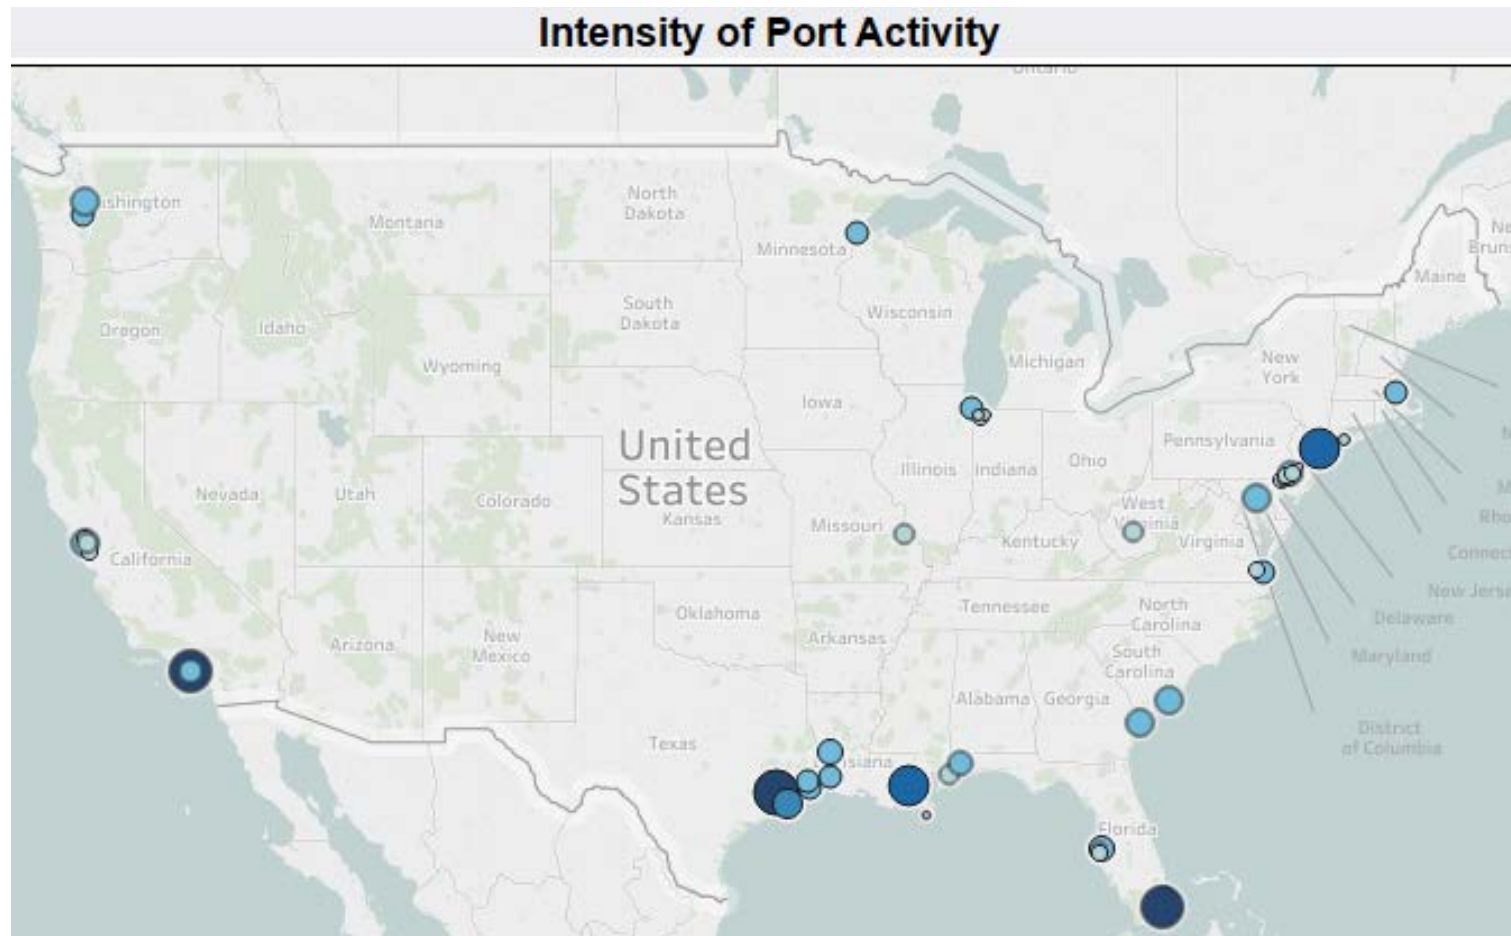 Intensity of Port Activity
North
Dakota
Montana
Minnesota
Maine
South
Dakota
Wisconsin
Oregon
Idaho
Michigan
New
York
Wyoming
Iowa
United
States
Pennsylvania
Ohio
Illinois
Indiana
Nevada
Utah
Colorado
Kansas
West
Missouri
Kentucky
Virginia
California
Delaware
Oklahoma
Tennessee
North
Carolina
Arkansas
Arizona
New
Mexico
Maryland
South
Carolina
Alabama
Georgia
District
of Columbia
Texas
Florida